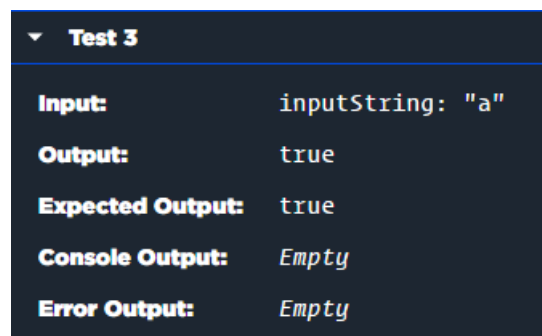 Test 3
Input: inputString: "a"
Output: true
Expected Output: true
Console Output: Empty
Error Output: Empty